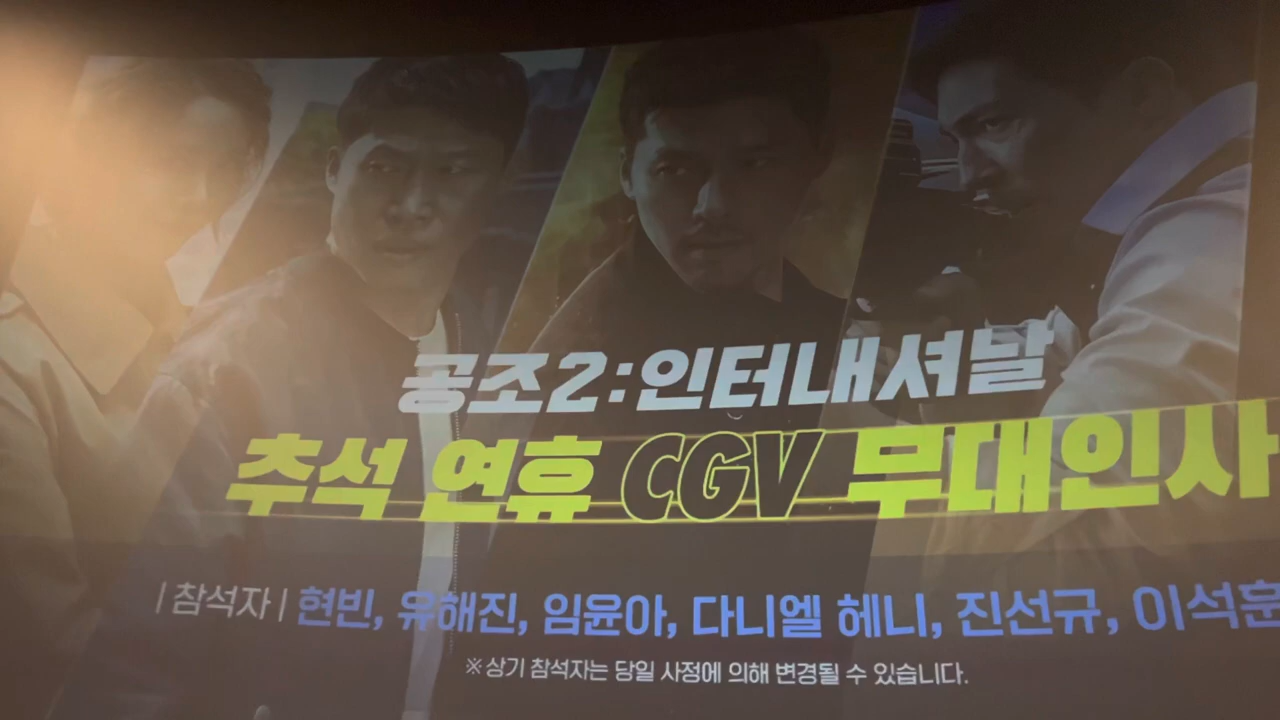 공조2:인터내셔날
추석 연휴 CGV 무대인사
| 참석자 | 현빈, 유해진, 임윤아, 다니엘 헤니, 진선규, 이석훈
※ 상기 참석자는 당일 사정에 의해 변경될 수 있습니다.